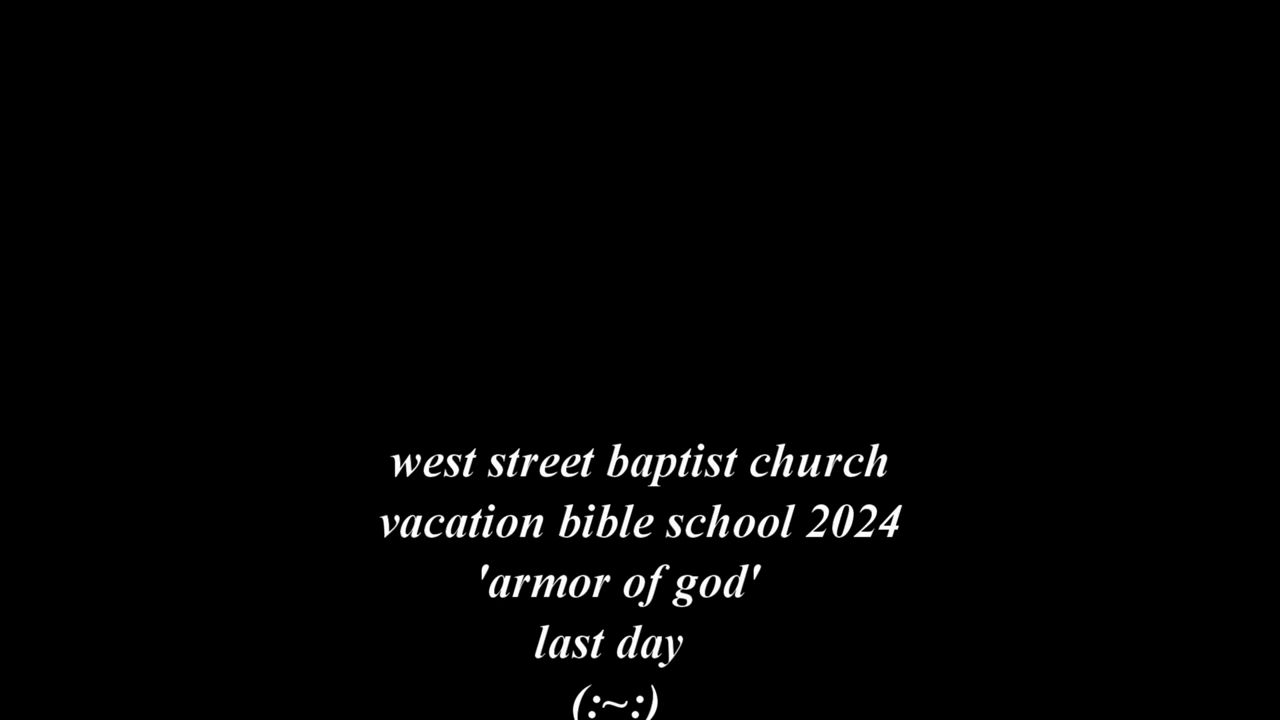 west street baptist church
vacation bible school 2024
'armor of god'
last day
(:~:)